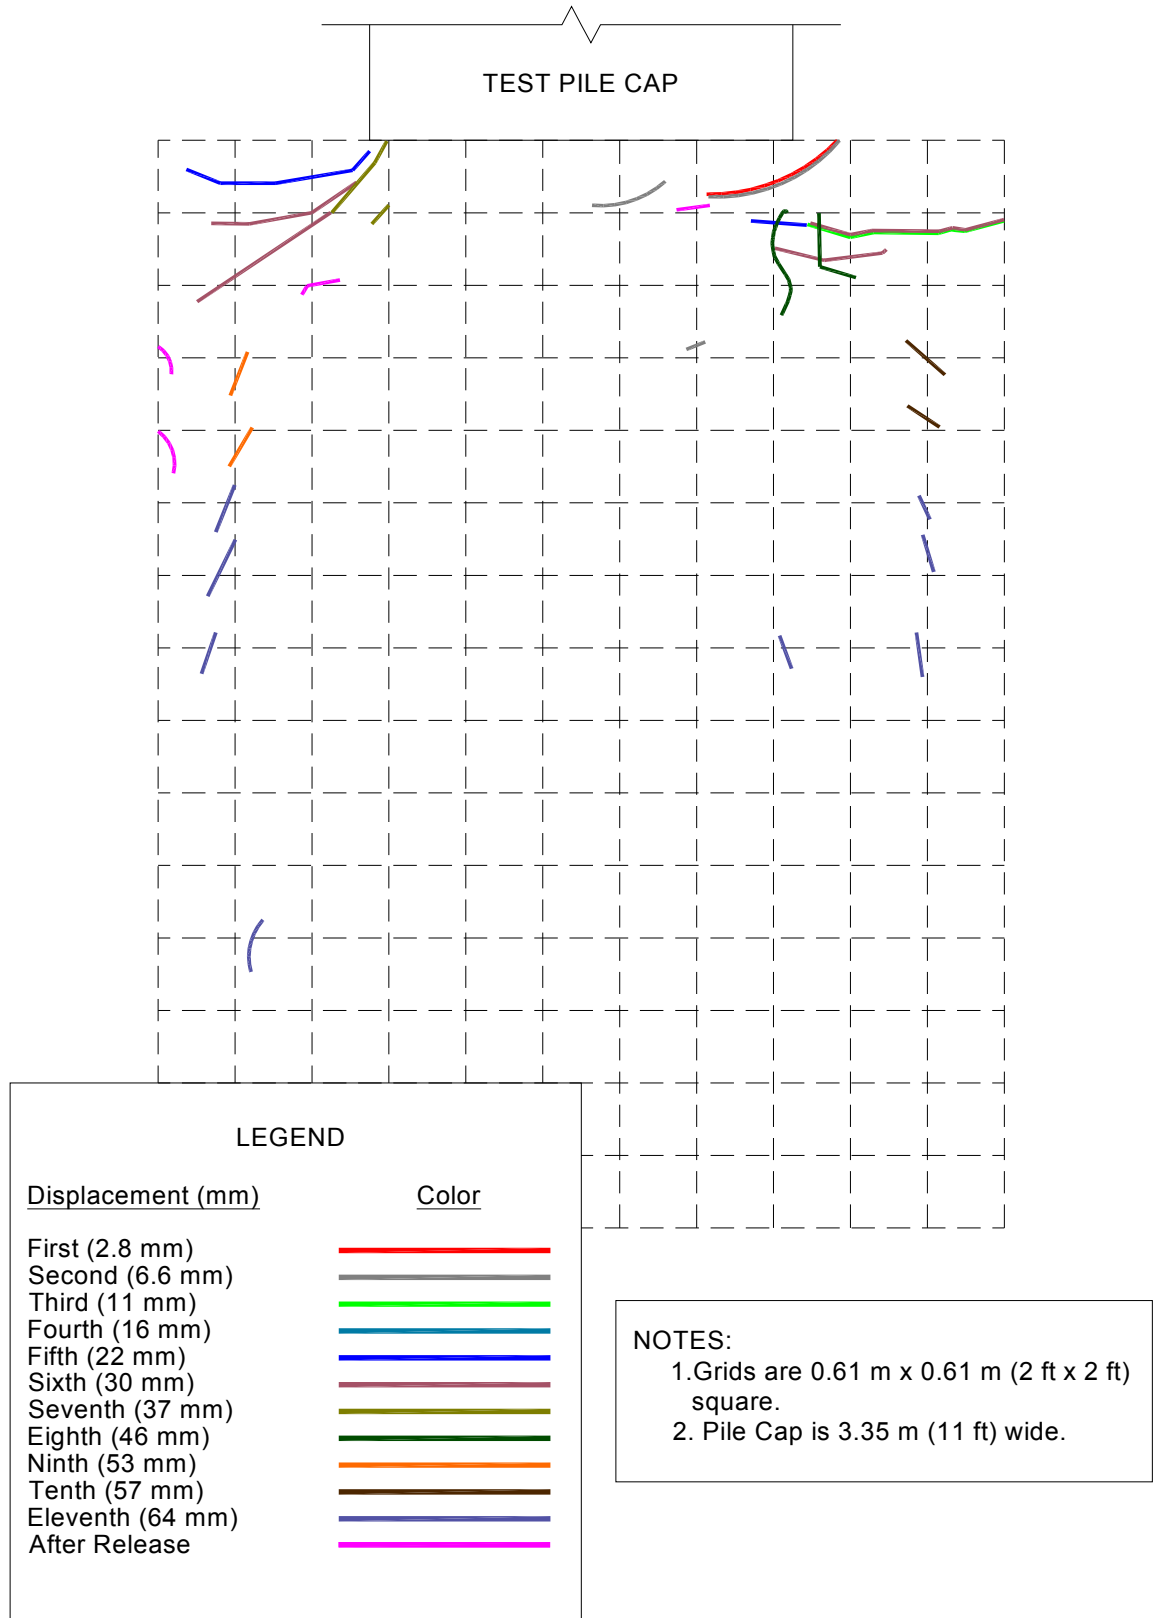 TEST PILE CAP
LEGEND
Displacement (mm) Color
First (2.8 mm)
Second (6.6 mm)
Third (11 mm)
Fourth (16 mm)
Fifth (22 mm)
Sixth (30 mm)
Seventh (37 mm)
Eighth (46 mm)
Ninth (53 mm)
Tenth (57 mm)
Eleventh (64 mm)
After Release
NOTES:
1.Grids are 0.61 m x 0.61 m (2 ft x 2 ft)
square.
2. Pile Cap is 3.35 m (11 ft) wide.